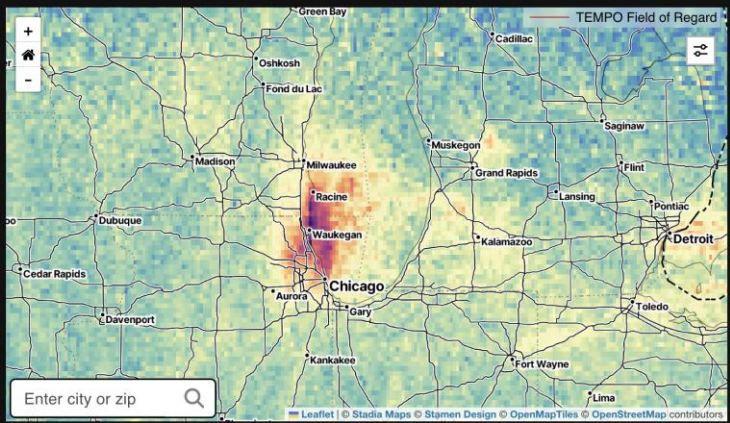 Green Bay
TEMPO Field of Regard
+
-
Cadillac
Oshkosh
Fond du Lac
Saginaw
Muskegon
Madison
Milwaukee
Grand Rapids
Flint
Racine
Lansing
Pontiac
Dubuque
Waukegan
Kalamazoo
Detroit
Cedar Rapids
Chicago
Aurora
Gary
Toledo
Davenport
Kankakee
Fort Wayne
Lima
Enter city or zip
Leaflet | © Stadia Maps © Stamen Design © OpenMapTiles © OpenStreetMap contributors